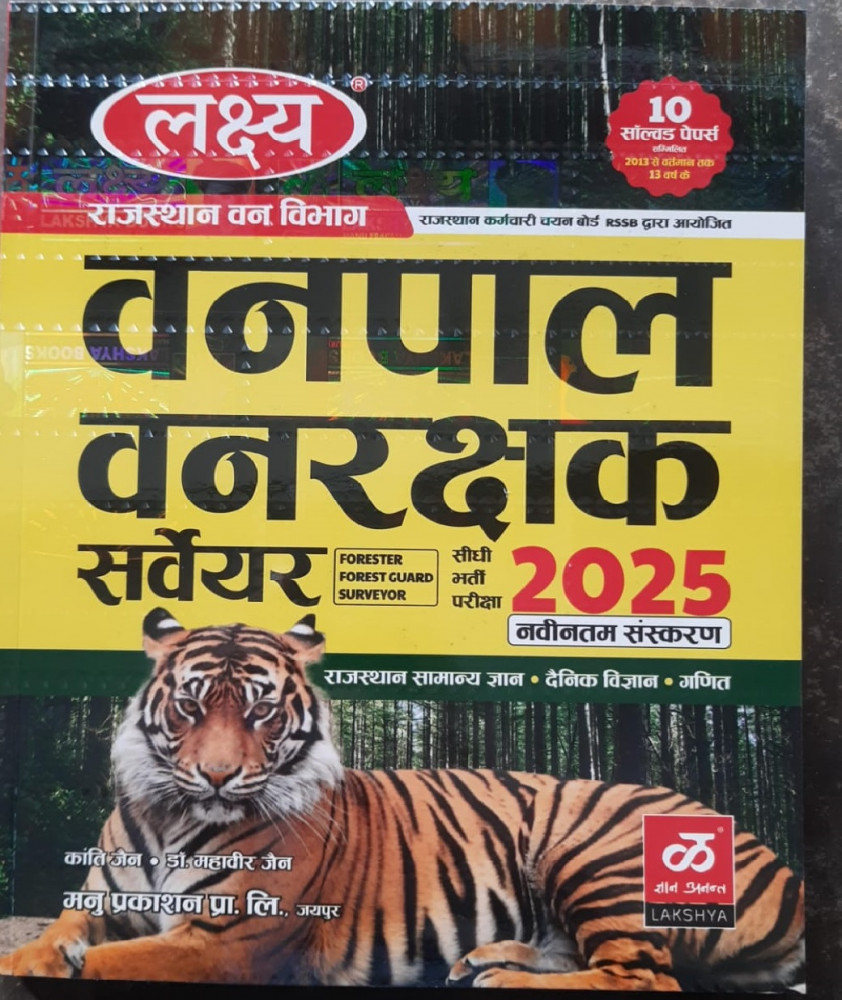 लक्ष्य ®
10
सॉल्वड पेपर्स
सम्मिलित
2013 से वर्तमान तक
13 वर्ष के
राजस्थान वन विभाग
राजस्थान कर्मचारी चयन बोर्ड RSSB द्वारा आयोजित
वनपाल
वनरक्षक
सर्वेयर
FORESTER
FOREST GUARD
SURVEYOR
सीधी
भर्ती
परीक्षा
2025
नवीनतम संस्करण
राजस्थान सामान्य ज्ञान • दैनिक विज्ञान • गणित
कांति जैन • डॉ. महावीर जैन
मनु प्रकाशन प्रा. लि., जयपुर
ज्ञान अनन्त
LAKSHYA